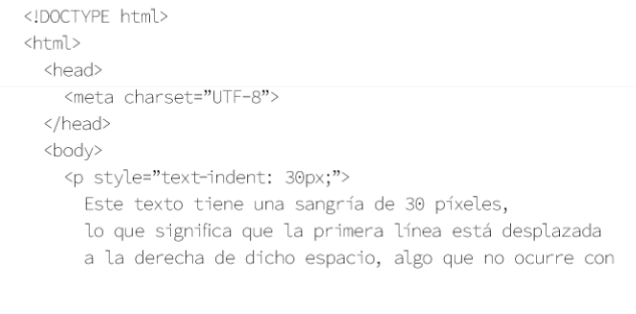 <!DOCTYPE html>
<html>
<head>
<meta charset=”UTF-8”>
</head>
<body>
<p style=”text-indent: 30px;”>
Este texto tiene una sangría de 30 píxeles,
lo que significa que la primera línea está desplazada
a la derecha de dicho espacio, algo que no ocurre con